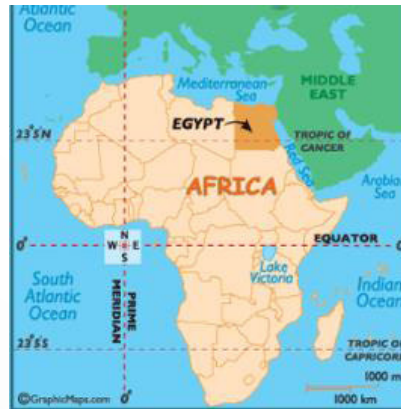 Atlantic
Ocean
Mediterranean
Sea
MIDDLE
EAST
EGYPT
23.5 N
TROPIC OF
CANCER
Red Sea
AFRICA
Arabian
Sea
N
W E
S
0°
EQUATOR
South
Atlantic
Ocean
PRIME
MERIDIAN
Lake
Victoria
Indian
Ocean
23°5 S
TROPIC OF
CAPRICORN
1000 mi
1000 km
©GraphicMaps.com
0°